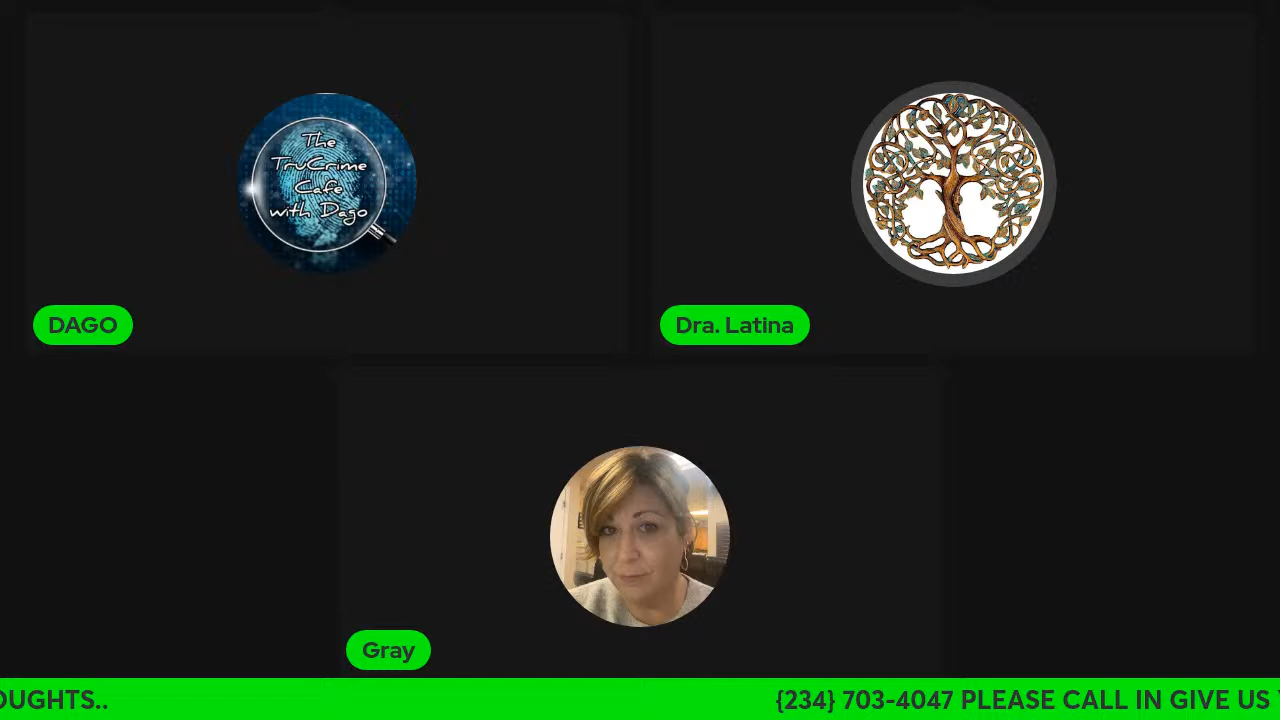 The
TruCrime
Cafe
with Dago
DAGO
Dra. Latina
Gray
OUGHTS.. {234} 703-4047 PLEASE CALL IN GIVE US